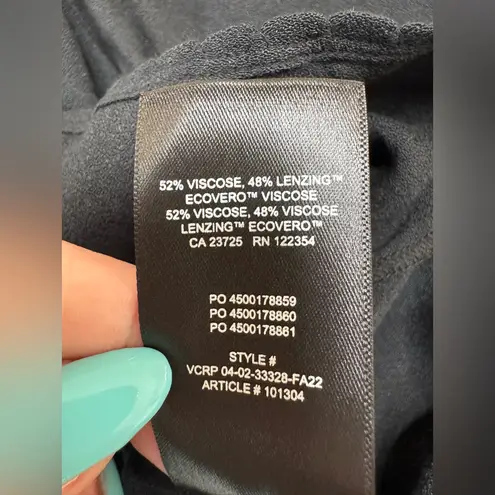 52% VISCOSE, 48% LENZING™
ECOVERO™ VISCOSE
52% VISCOSE, 48% VISCOSE
LENZING™ ECOVERO™
CA 23725 RN 122354
PO 4500178859
PO 4500178860
PO 4500178861
STYLE #
VCRP 04-02-33328-FA22
ARTICLE # 101304